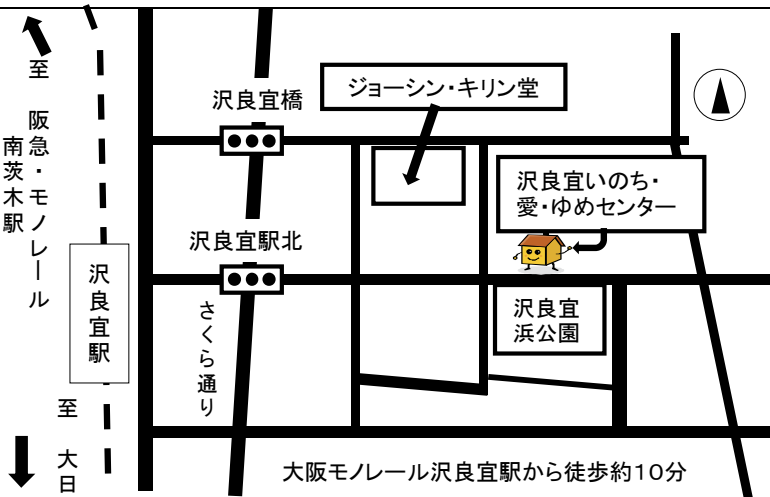 至 阪急・モノレール
南茨木駅
沢良宜駅
至 大日
沢良宜橋
ジョーシン・キリン堂
沢良宜いのち・
愛・ゆめセンター
沢良宜駅北
さくら通り
沢良宜
浜公園
大阪モノレール沢良宜駅から徒歩約10分